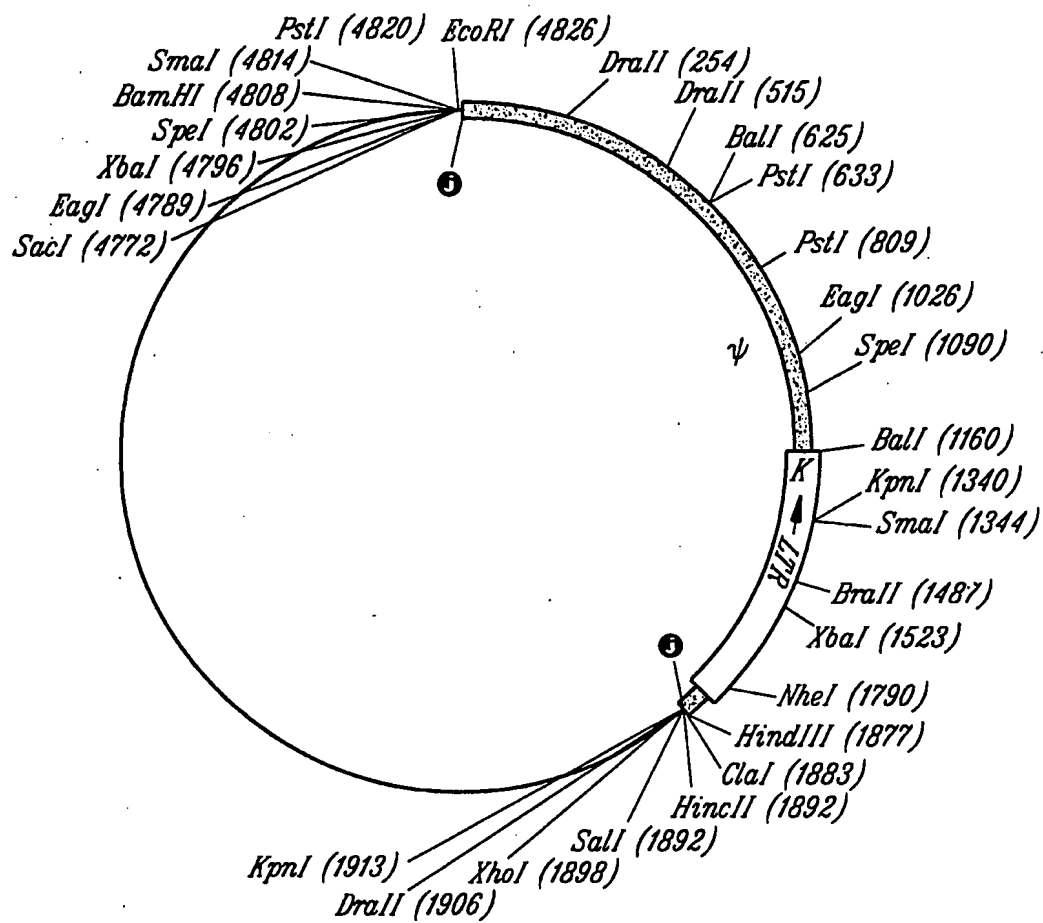 PstI (4820)
EcoRI (4826)
SmaI (4814)
BamHI (4808)
SpeI (4802)
XbaI (4796)
EagI (4789)
SacI (4772)
DraII (254)
DraII (515)
BalI (625)
PstI (633)
PstI (809)
EagI (1026)
SpeI (1090)
BalI (1160)
KpnI (1340)
SmaI (1344)
BraII (1487)
XbaI (1523)
NheI (1790)
HindIII (1877)
ClaI (1883)
HincII (1892)
SalI (1892)
XhoI (1898)
DraII (1906)
KpnI (1913)
j
ψ
K
LTR
j